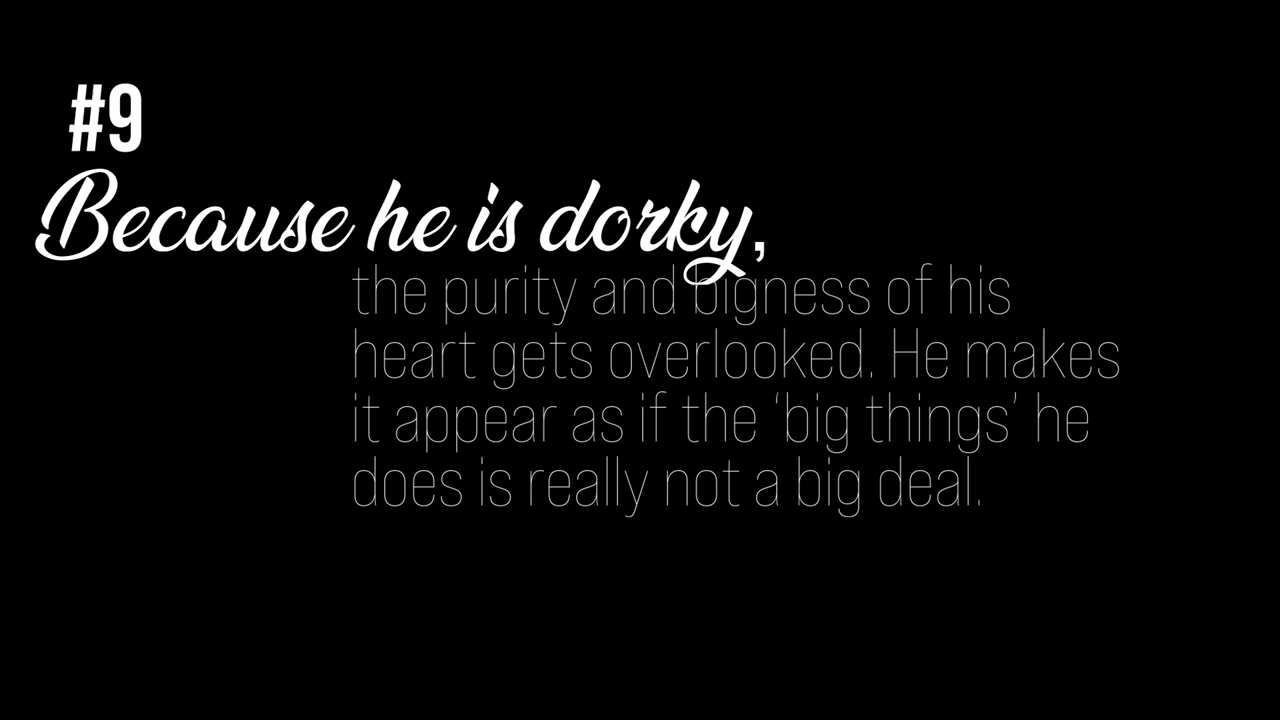 #9
Because he is dorky,
the purity and bigness of his
heart gets overlooked. He makes
it appear as if the ‘big things’ he
does is really not a big deal.